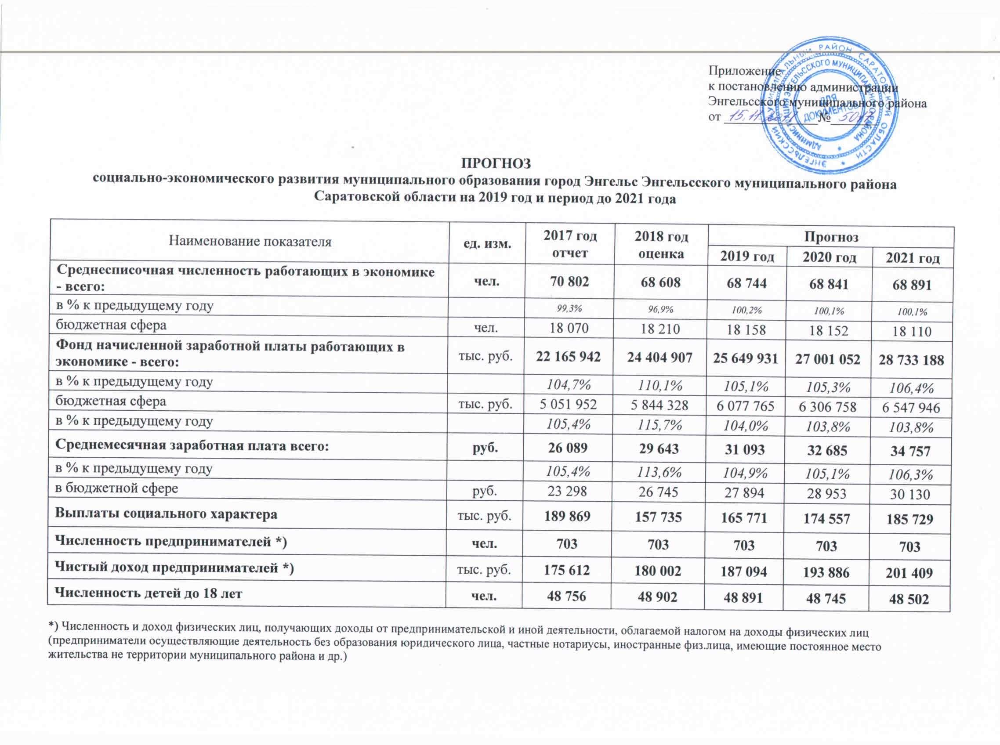 Приложение
к постановлению администрации
Энгельсского муниципального района
от 15.11. № 5017
ЭНГЕЛЬССКИЙ МУНИЦИПАЛЬНЫЙ РАЙОН САРАТОВСКОЙ ОБЛАСТИ
АДМИНИСТРАЦИЯ ЭНГЕЛЬССКОГО МУНИЦИПАЛЬНОГО РАЙОНА
ДЛЯ
ДОКУМЕНТОВ
ПРОГНОЗ
социально-экономического развития муниципального образования город Энгельс Энгельсского муниципального района
Саратовской области на 2019 год и период до 2021 года
Наименование показателя ед. изм. 2017 год отчет 2018 год оценка Прогноз
2019 год 2020 год 2021 год
Среднесписочная численность работающих в экономике
- всего: чел. 70 802 68 608 68 744 68 841 68 891
в % к предыдущему году 99,3% 96,9% 100,2% 100,1% 100,1%
бюджетная сфера чел. 18 070 18 210 18 158 18 152 18 110
Фонд начисленной заработной платы работающих в
экономике - всего: тыс. руб. 22 165 942 24 404 907 25 649 931 27 001 052 28 733 188
в % к предыдущему году 104,7% 110,1% 105,1% 105,3% 106,4%
бюджетная сфера тыс. руб. 5 051 952 5 844 328 6 077 765 6 306 758 6 547 946
в % к предыдущему году 105,4% 115,7% 104,0% 103,8% 103,8%
Среднемесячная заработная плата всего: руб. 26 089 29 643 31 093 32 685 34 757
в % к предыдущему году 105,4% 113,6% 104,9% 105,1% 106,3%
в бюджетной сфере руб. 23 298 26 745 27 894 28 953 30 130
Выплаты социального характера тыс. руб. 189 869 157 735 165 771 174 557 185 729
Численность предпринимателей *) чел. 703 703 703 703 703
Чистый доход предпринимателей *) тыс. руб. 175 612 180 002 187 094 193 886 201 409
Численность детей до 18 лет чел. 48 756 48 902 48 891 48 745 48 502
*) Численность и доход физических лиц, получающих доходы от предпринимательской и иной деятельности, облагаемой налогом на доходы физических лиц
(предприниматели осуществляющие деятельность без образования юридического лица, частные нотариусы, иностранные физ.лица, имеющие постоянное место
жительства не территории муниципального района и др.)